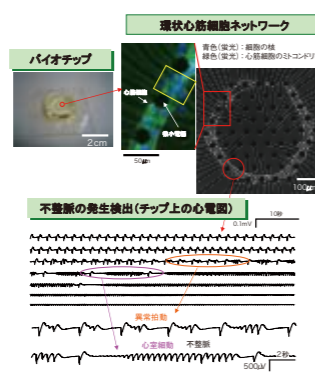 環状心筋細胞ネットワーク
バイオチップ
青色(蛍光):細胞の核
緑色(蛍光):心筋細胞のミトコンドリ
心筋細胞
微小電極
2cm
50μm
100μm
不整脈の発生検出(チップ上の心電図)
10秒
0.1mV
異常拍動
心室細動
不整脈
2秒
500μV